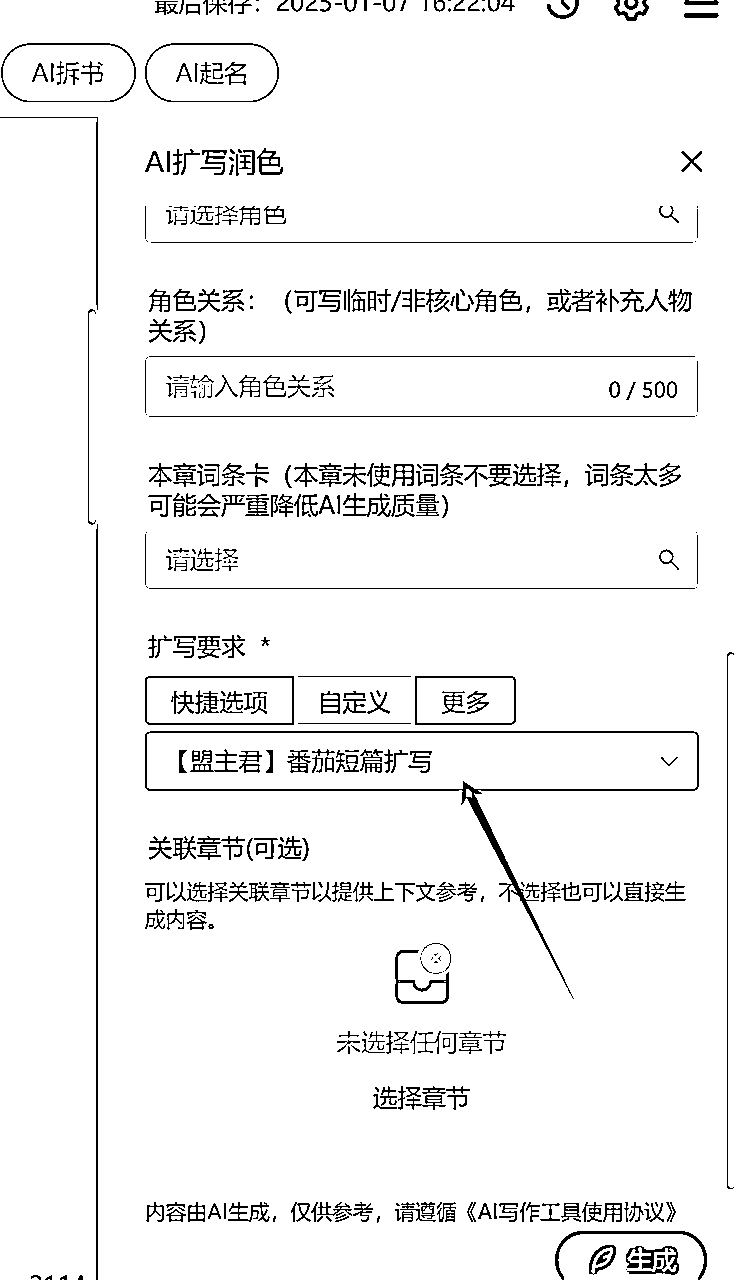 最后保存：2025-01-07 16:22:04
AI拆书
AI起名
AI扩写润色
请选择角色
角色关系：（可写临时/非核心角色，或者补充人物
关系）
请输入角色关系
0 / 500
本章词条卡（本章未使用词条不要选择，词条太多
可能会严重降低AI生成质量）
请选择
扩写要求 *
快捷选项
自定义
更多
【盟主君】番茄短篇扩写
关联章节(可选)
可以选择关联章节以提供上下文参考，不选择也可以直接生
成内容。
未选择任何章节
选择章节
内容由AI生成，仅供参考，请遵循《AI写作工具使用协议》
生成